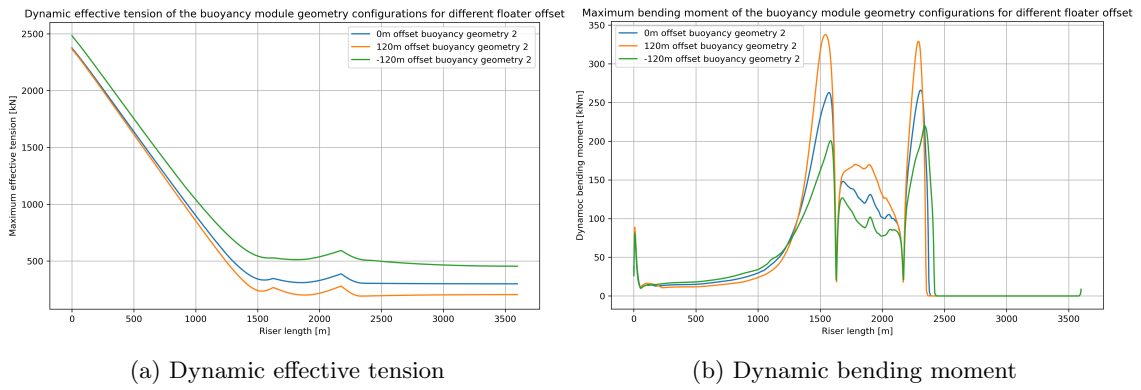 Dynamic effective tension of the buoyancy module geometry configurations for different floater offset
2500
2000
1500
1000
500
Maximum effective tension [kN]
0m offset buoyancy geometry 2
120m offset buoyancy geometry 2
-120m offset buoyancy geometry 2
0 500 1000 1500 2000 2500 3000 3500
Riser length [m]
(a) Dynamic effective tension
Maximum bending moment of the buoyancy module geometry configurations for different floater offset
350
300
250
200
150
100
50
0
Dynamoc bending moment [kNm]
0m offset buoyancy geometry 2
120m offset buoyancy geometry 2
-120m offset buoyancy geometry 2
0 500 1000 1500 2000 2500 3000 3500
Riser length [m]
(b) Dynamic bending moment